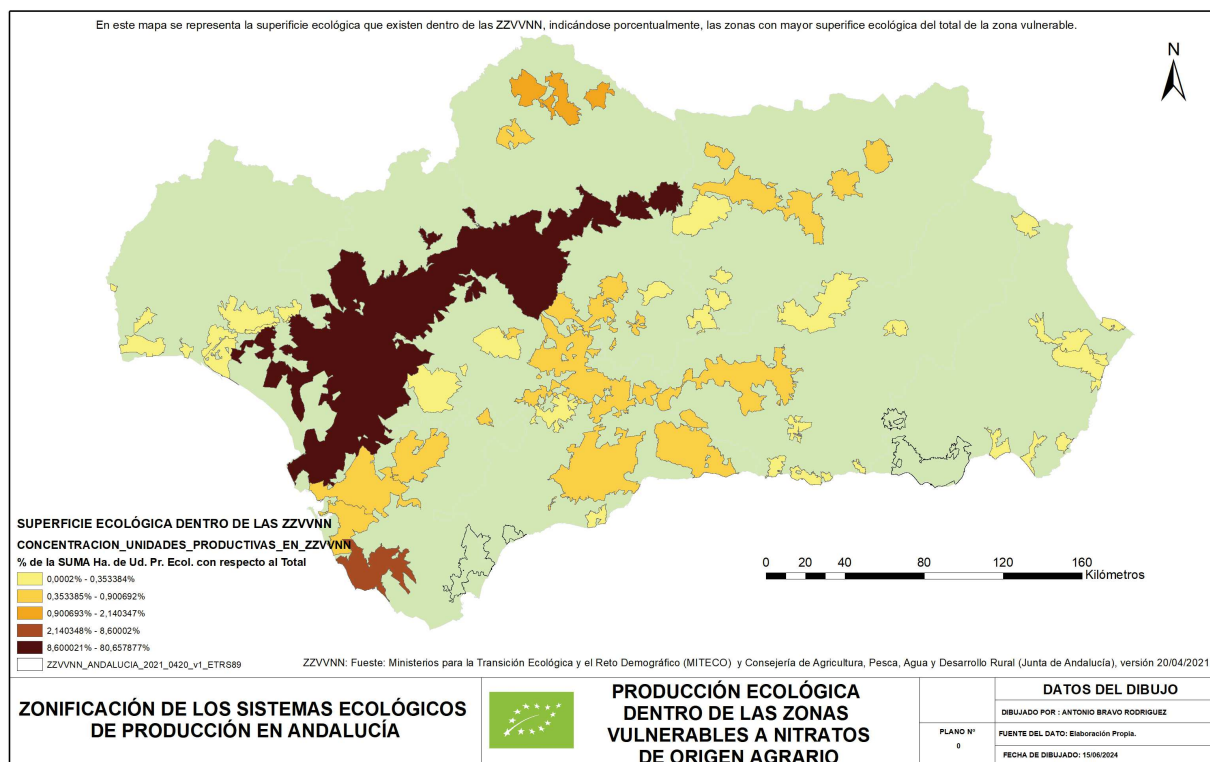 En este mapa se representa la superificie ecológica que existen dentro de las ZZVVNN, indicándose porcentualmente, las zonas con mayor superifice ecológica del total de la zona vulnerable.
N
SUPERFICIE ECOLÓGICA DENTRO DE LAS ZZVVNN
CONCENTRACION_UNIDADES_PRODUCTIVAS_EN_ZZVVNN
% de la SUMA Ha. de Ud. Pr. Ecol. con respecto al Total
0,0002% - 0,353384%
0,353385% - 0,900692%
0,900693% - 2,140347%
2,140348% - 8,60002%
8,600021% - 80,657877%
ZZVVNN_ANDALUCIA_2021_0420_v1_ETRS89
0 20 40 80 120 160
Kilómetros
ZZVVNN: Fueste: Ministerios para la Transición Ecológica y el Reto Demográfico (MITECO) y Consejería de Agricultura, Pesca, Agua y Desarrollo Rural (Junta de Andalucía), versión 20/04/2021
ZONIFICACIÓN DE LOS SISTEMAS ECOLÓGICOS
DE PRODUCCIÓN EN ANDALUCÍA
PRODUCCIÓN ECOLÓGICA
DENTRO DE LAS ZONAS
VULNERABLES A NITRATOS
DE ORIGEN AGRARIO
PLANO Nº
0
DATOS DEL DIBUJO
DIBUJADO POR : ANTONIO BRAVO RODRIGUEZ
FUENTE DEL DATO: Elaboración Propia.
FECHA DE DIBUJADO: 15/06/2024